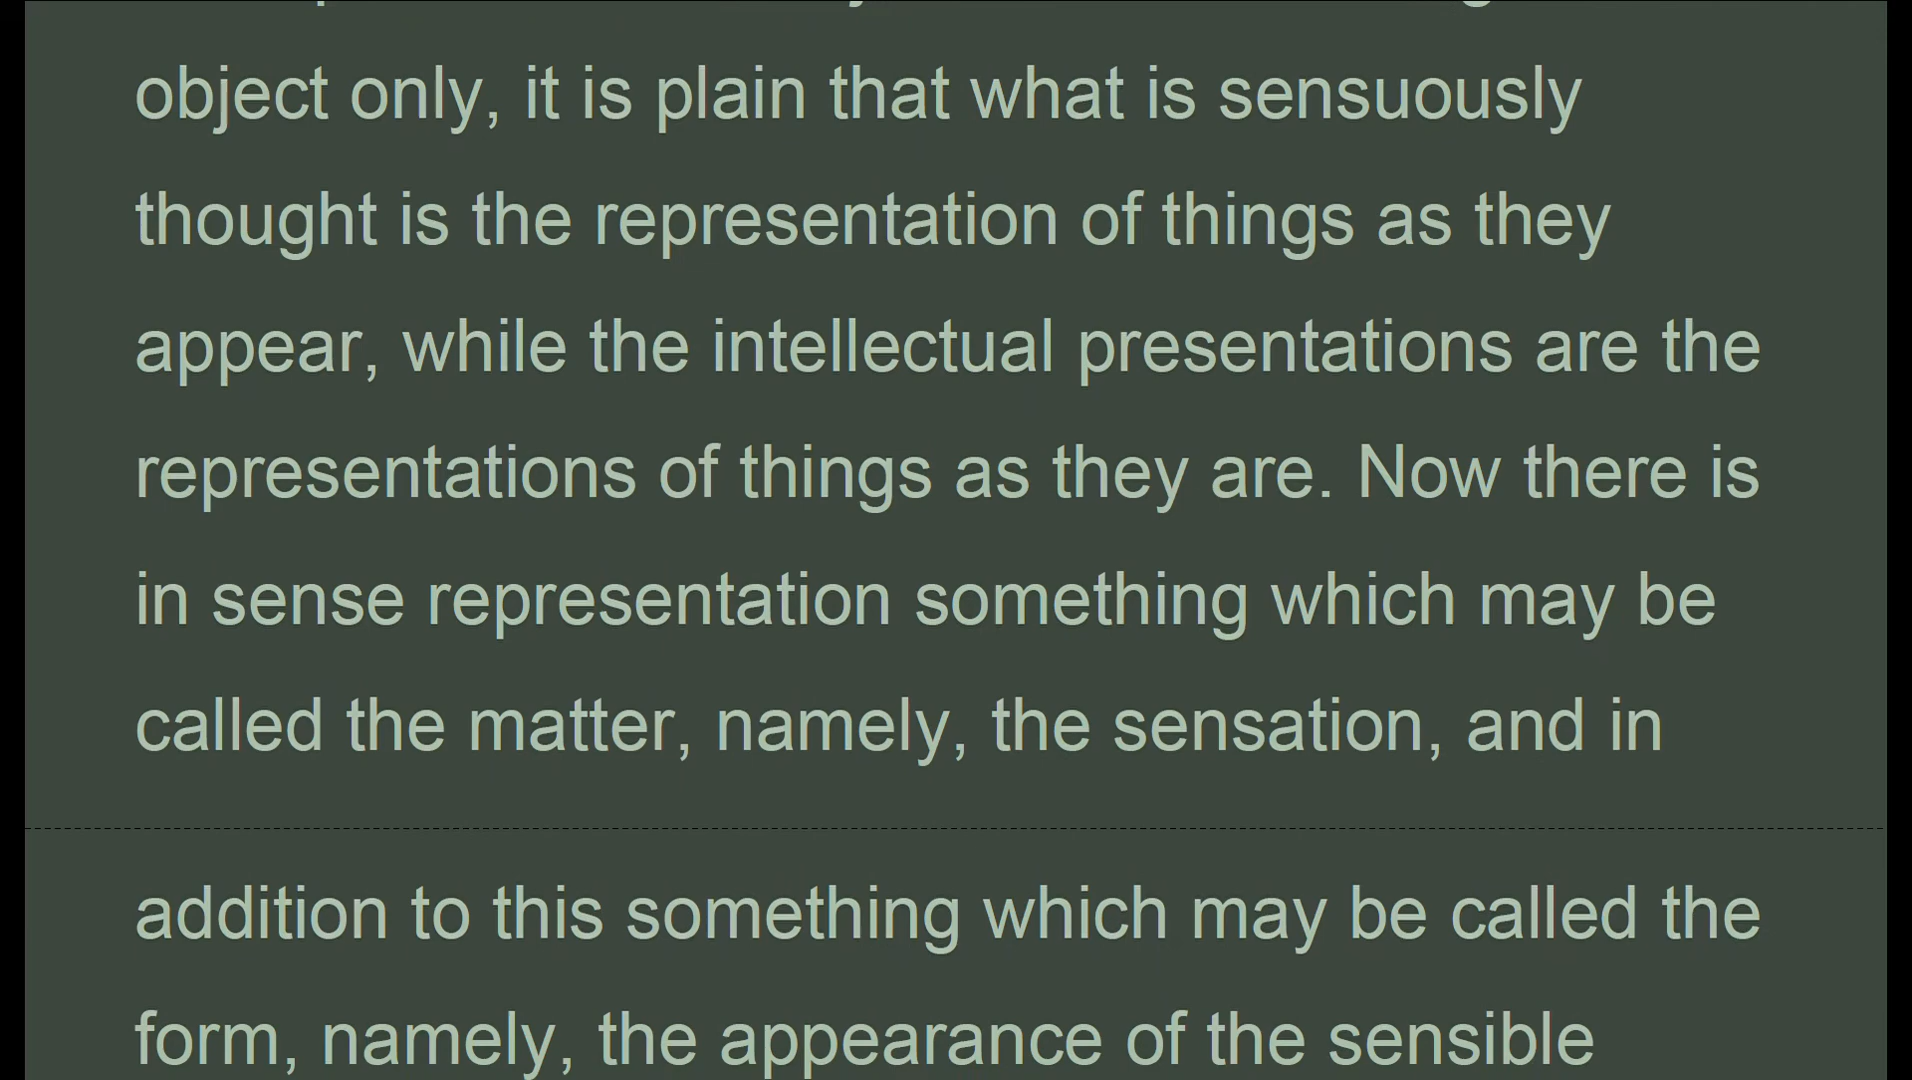 object only, it is plain that what is sensuously
thought is the representation of things as they
appear, while the intellectual presentations are the
representations of things as they are. Now there is
in sense representation something which may be
called the matter, namely, the sensation, and in
addition to this something which may be called the
form, namely, the appearance of the sensible